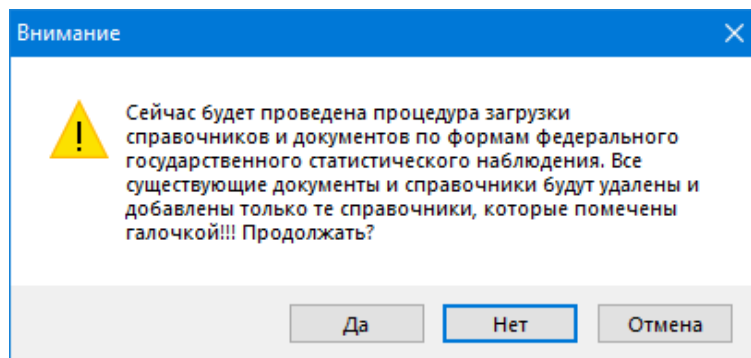 Внимание
Сейчас будет проведена процедура загрузки
справочников и документов по формам федерального
государственного статистического наблюдения. Все
существующие документы и справочники будут удалены и
добавлены только те справочники, которые помечены
галочкой!!! Продолжать?
Да
Нет
Отмена